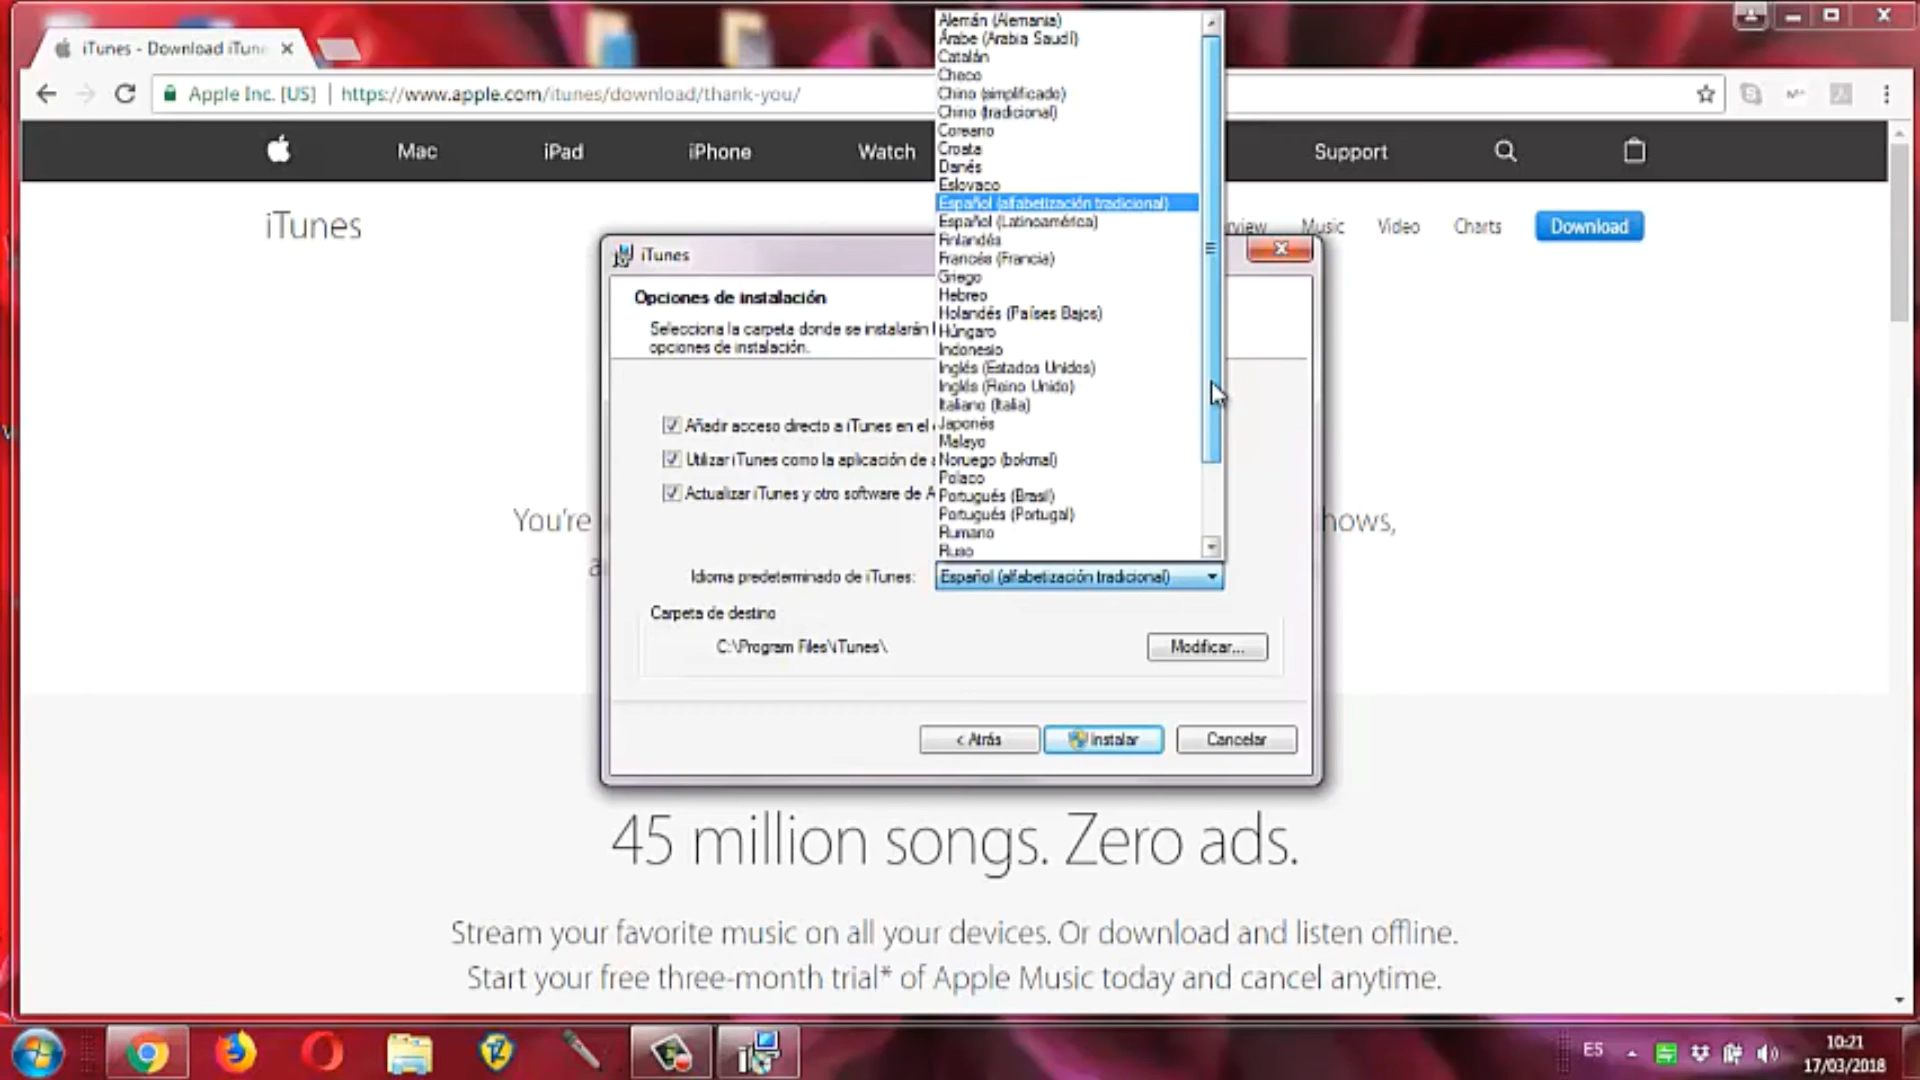 iTunes - Download iTune
Apple Inc. [US] | https://www.apple.com/itunes/download/thank-you/
Mac iPad iPhone Watch Support
iTunes
rview Music Video Charts Download
You're
hows,
a
iTunes
Opciones de instalación
Selecciona la carpeta donde se instalarán
opciones de instalación.
Añadir acceso directo a iTunes en el
Utilizar iTunes como la aplicación de a
Actualizar iTunes y otro software de A
Alemán (Alemania)
Árabe (Arabia Saudí)
Catalán
Checo
Chino (simplificado)
Chino (tradicional)
Coreano
Croata
Danés
Eslovaco
Español (alfabetización tradicional)
Español (Latinoamérica)
Finlandés
Francés (Francia)
Griego
Hebreo
Holandés (Países Bajos)
Húngaro
Indonesio
Inglés (Estados Unidos)
Inglés (Reino Unido)
Italiano (Italia)
Japonés
Malayo
Noruego (bokmal)
Polaco
Portugués (Brasil)
Portugués (Portugal)
Rumano
Ruso
Idioma predeterminado de iTunes: Español (alfabetización tradicional)
Carpeta de destino
C:\Program Files\iTunes\
Modificar...
< Atrás Instalar Cancelar
45 million songs. Zero ads.
Stream your favorite music on all your devices. Or download and listen offline.
Start your free three-month trial* of Apple Music today and cancel anytime.
ES
10:21
17/03/2018